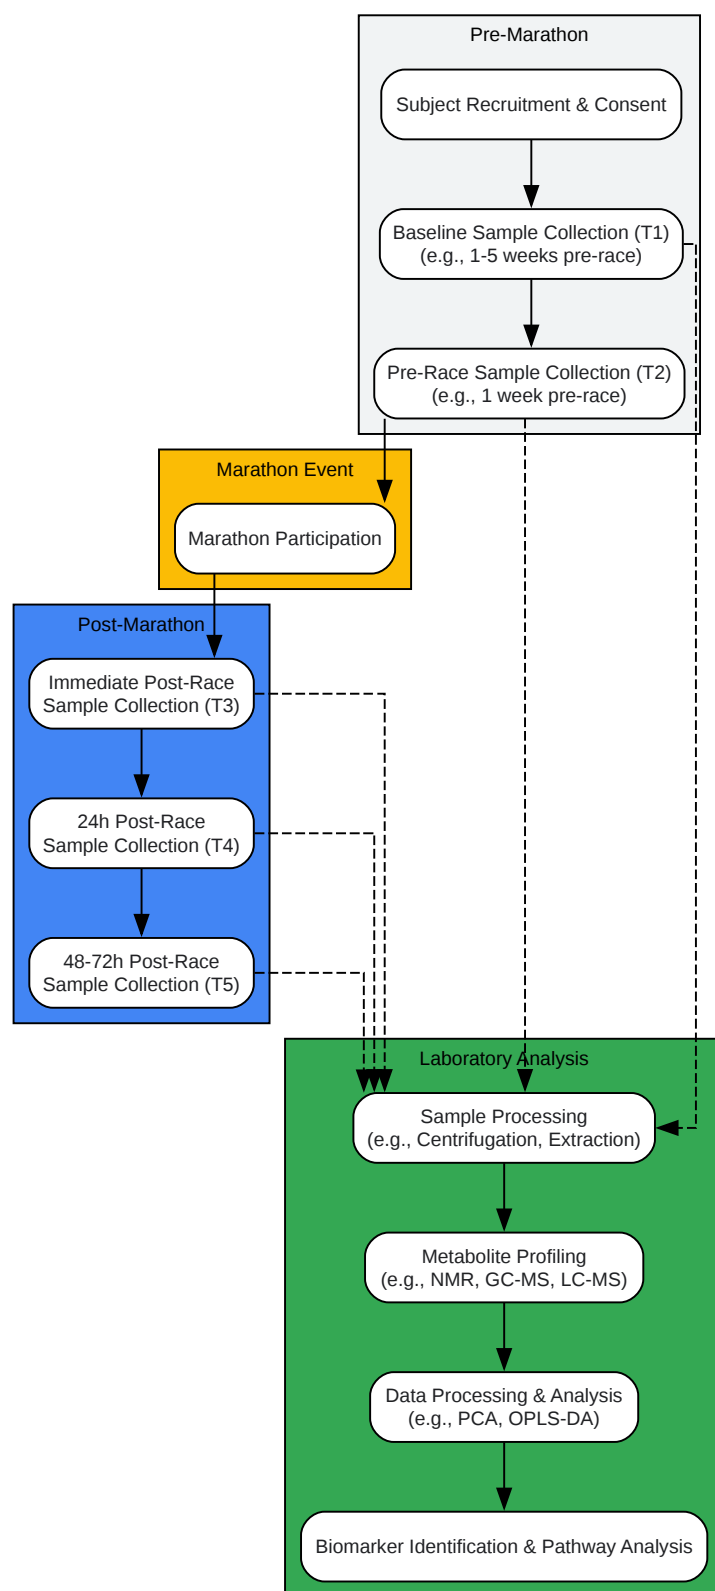 Pre-Marathon
Subject Recruitment & Consent
Baseline Sample Collection (T1)
(e.g., 1-5 weeks pre-race)
Pre-Race Sample Collection (T2)
(e.g., 1 week pre-race)
Marathon Event
Marathon Participation
Post-Marathon
Immediate Post-Race
Sample Collection (T3)
24h Post-Race
Sample Collection (T4)
48-72h Post-Race
Sample Collection (T5)
Laboratory Analysis
Sample Processing
(e.g., Centrifugation, Extraction)
Metabolite Profiling
(e.g., NMR, GC-MS, LC-MS)
Data Processing & Analysis
(e.g., PCA, OPLS-DA)
Biomarker Identification & Pathway Analysis